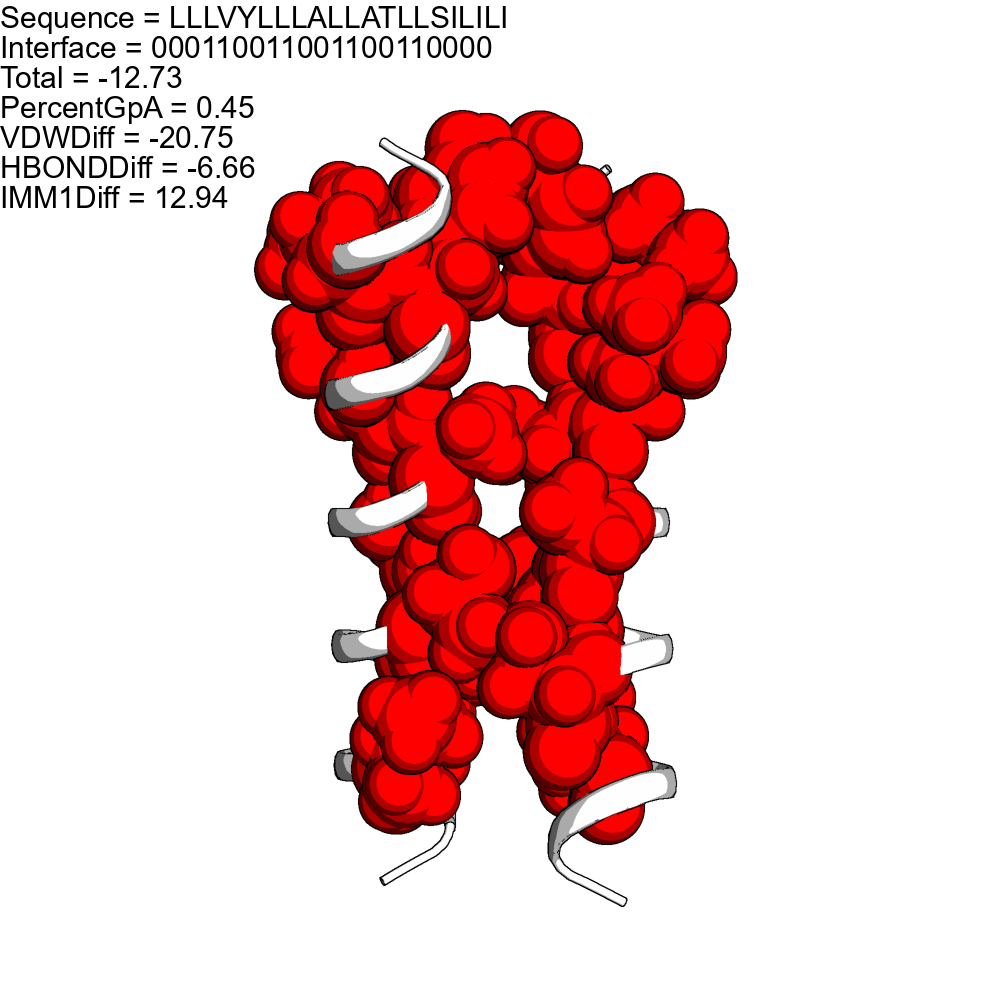 Sequence = LLLVYLLLALLATLLSILILI
Interface = 000110011001100110000
Total = -12.73
PercentGpA = 0.45
VDWDiff = -20.75
HBONDDiff = -6.66
IMM1Diff = 12.94